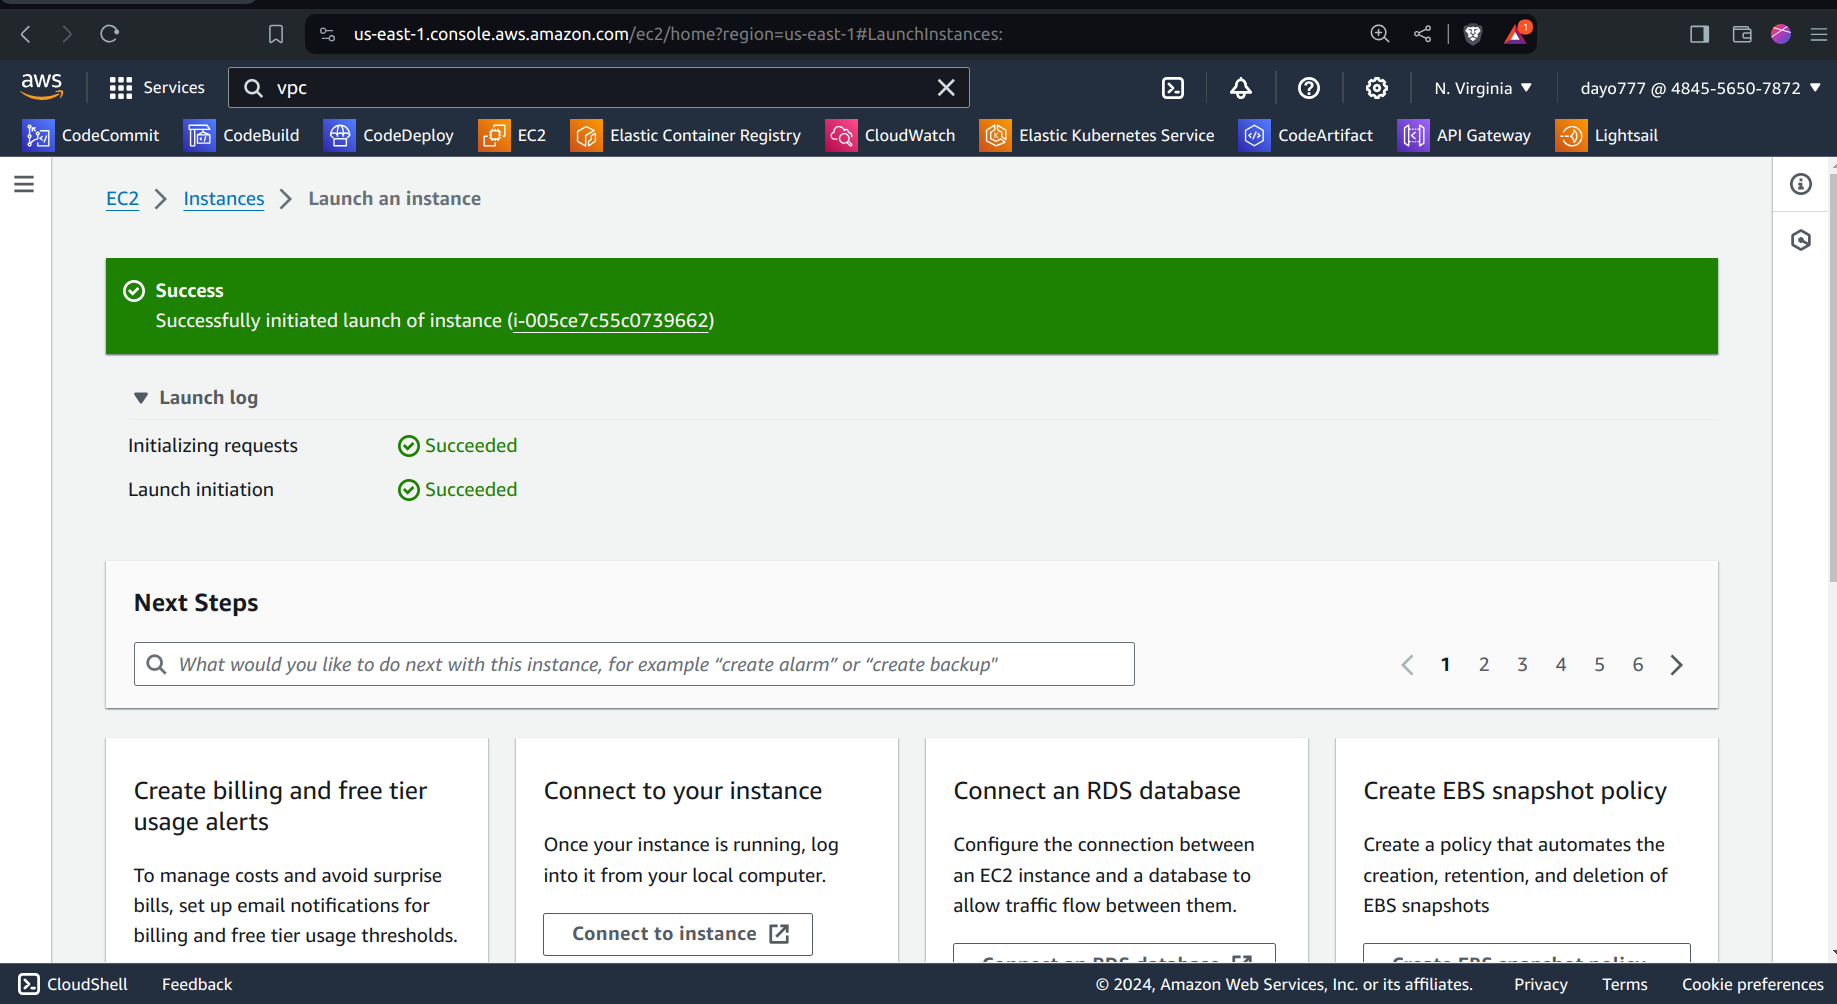 us-east-1.console.aws.amazon.com/ec2/home?region=us-east-1#LaunchInstances:
1
aws
Services
vpc
N. Virginia
dayo777 @ 4845-5650-7872
CodeCommit
CodeBuild
CodeDeploy
EC2
Elastic Container Registry
CloudWatch
Elastic Kubernetes Service
CodeArtifact
API Gateway
Lightsail
EC2
Instances
Launch an instance
Success
Successfully initiated launch of instance (i-005ce7c55c0739662)
Launch log
Initializing requests
Succeeded
Launch initiation
Succeeded
Next Steps
What would you like to do next with this instance, for example “create alarm” or “create backup"
1 2 3 4 5 6
Create billing and free tier
usage alerts
To manage costs and avoid surprise
bills, set up email notifications for
billing and free tier usage thresholds.
Connect to your instance
Once your instance is running, log
into it from your local computer.
Connect to instance
Connect an RDS database
Configure the connection between
an EC2 instance and a database to
allow traffic flow between them.
Connect an RDS database
Create EBS snapshot policy
Create a policy that automates the
creation, retention, and deletion of
EBS snapshots
Create EBS snapshot policy
CloudShell
Feedback
© 2024, Amazon Web Services, Inc. or its affiliates.
Privacy
Terms
Cookie preferences